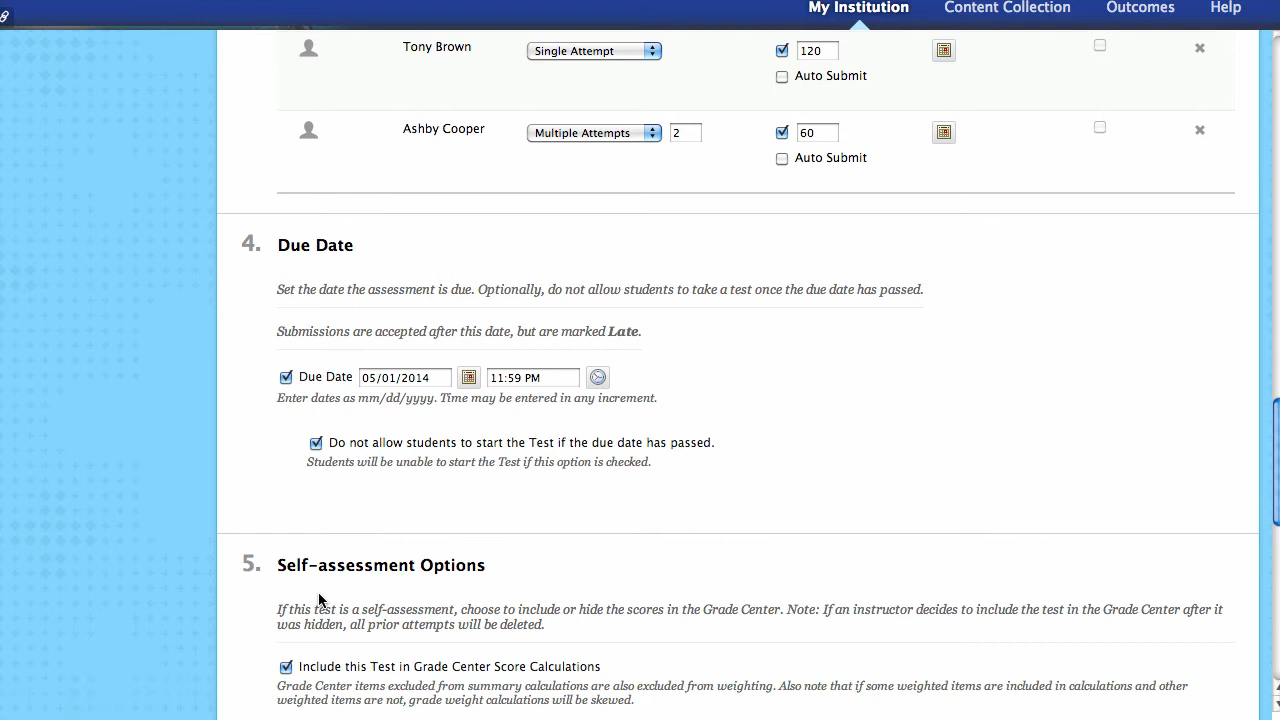 My Institution Content Collection Outcomes Help
Tony Brown Single Attempt 120
Auto Submit
Ashby Cooper Multiple Attempts 2 60
Auto Submit
4. Due Date
Set the date the assessment is due. Optionally, do not allow students to take a test once the due date has passed.
Submissions are accepted after this date, but are marked Late.
Due Date 05/01/2014 11:59 PM
Enter dates as mm/dd/yyyy. Time may be entered in any increment.
Do not allow students to start the Test if the due date has passed.
Students will be unable to start the Test if this option is checked.
5. Self-assessment Options
If this test is a self-assessment, choose to include or hide the scores in the Grade Center. Note: If an instructor decides to include the test in the Grade Center after it
was hidden, all prior attempts will be deleted.
Include this Test in Grade Center Score Calculations
Grade Center items excluded from summary calculations are also excluded from weighting. Also note that if some weighted items are included in calculations and other
weighted items are not, grade weight calculations will be skewed.